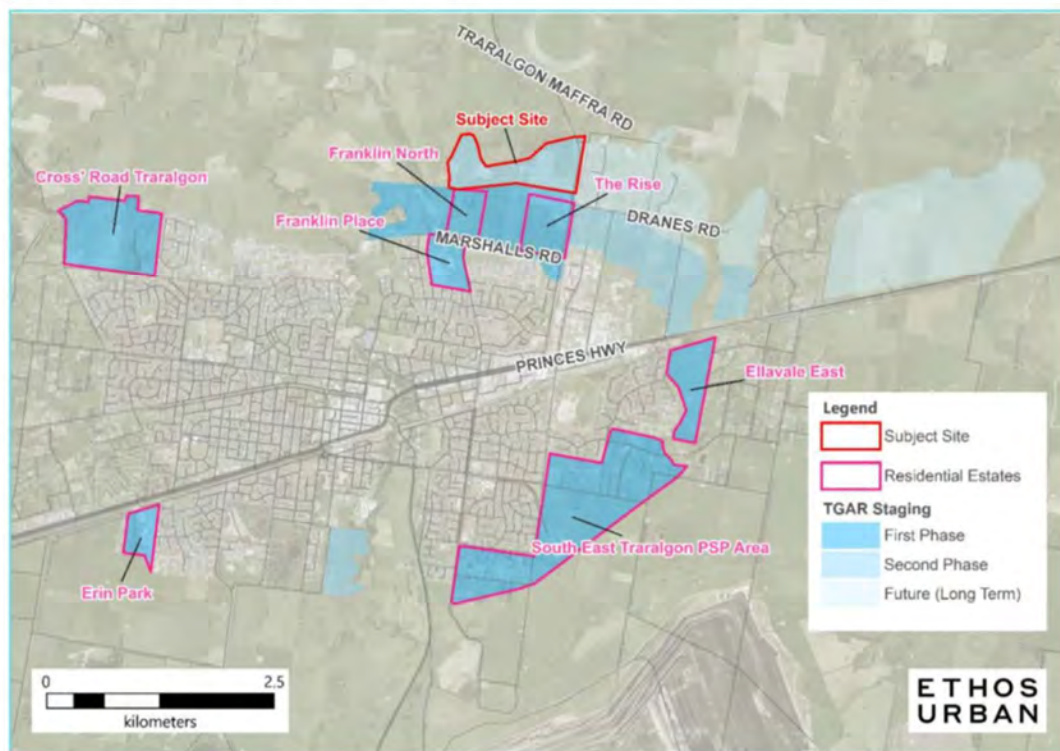 TRARALGON MAFFRA RD
Subject Site
Franklin North
Cross' Road Traralgon
The Rise
Franklin Place
DRANES RD
MARSHALLS RD
PRINCES HWY
Ellavale East
Legend
Subject Site
Residential Estates
TGAR Staging
First Phase
Second Phase
Future (Long Term)
South East Traralgon PSP Area
Erin Park
0
2.5
kilometers
ETHOS
URBAN